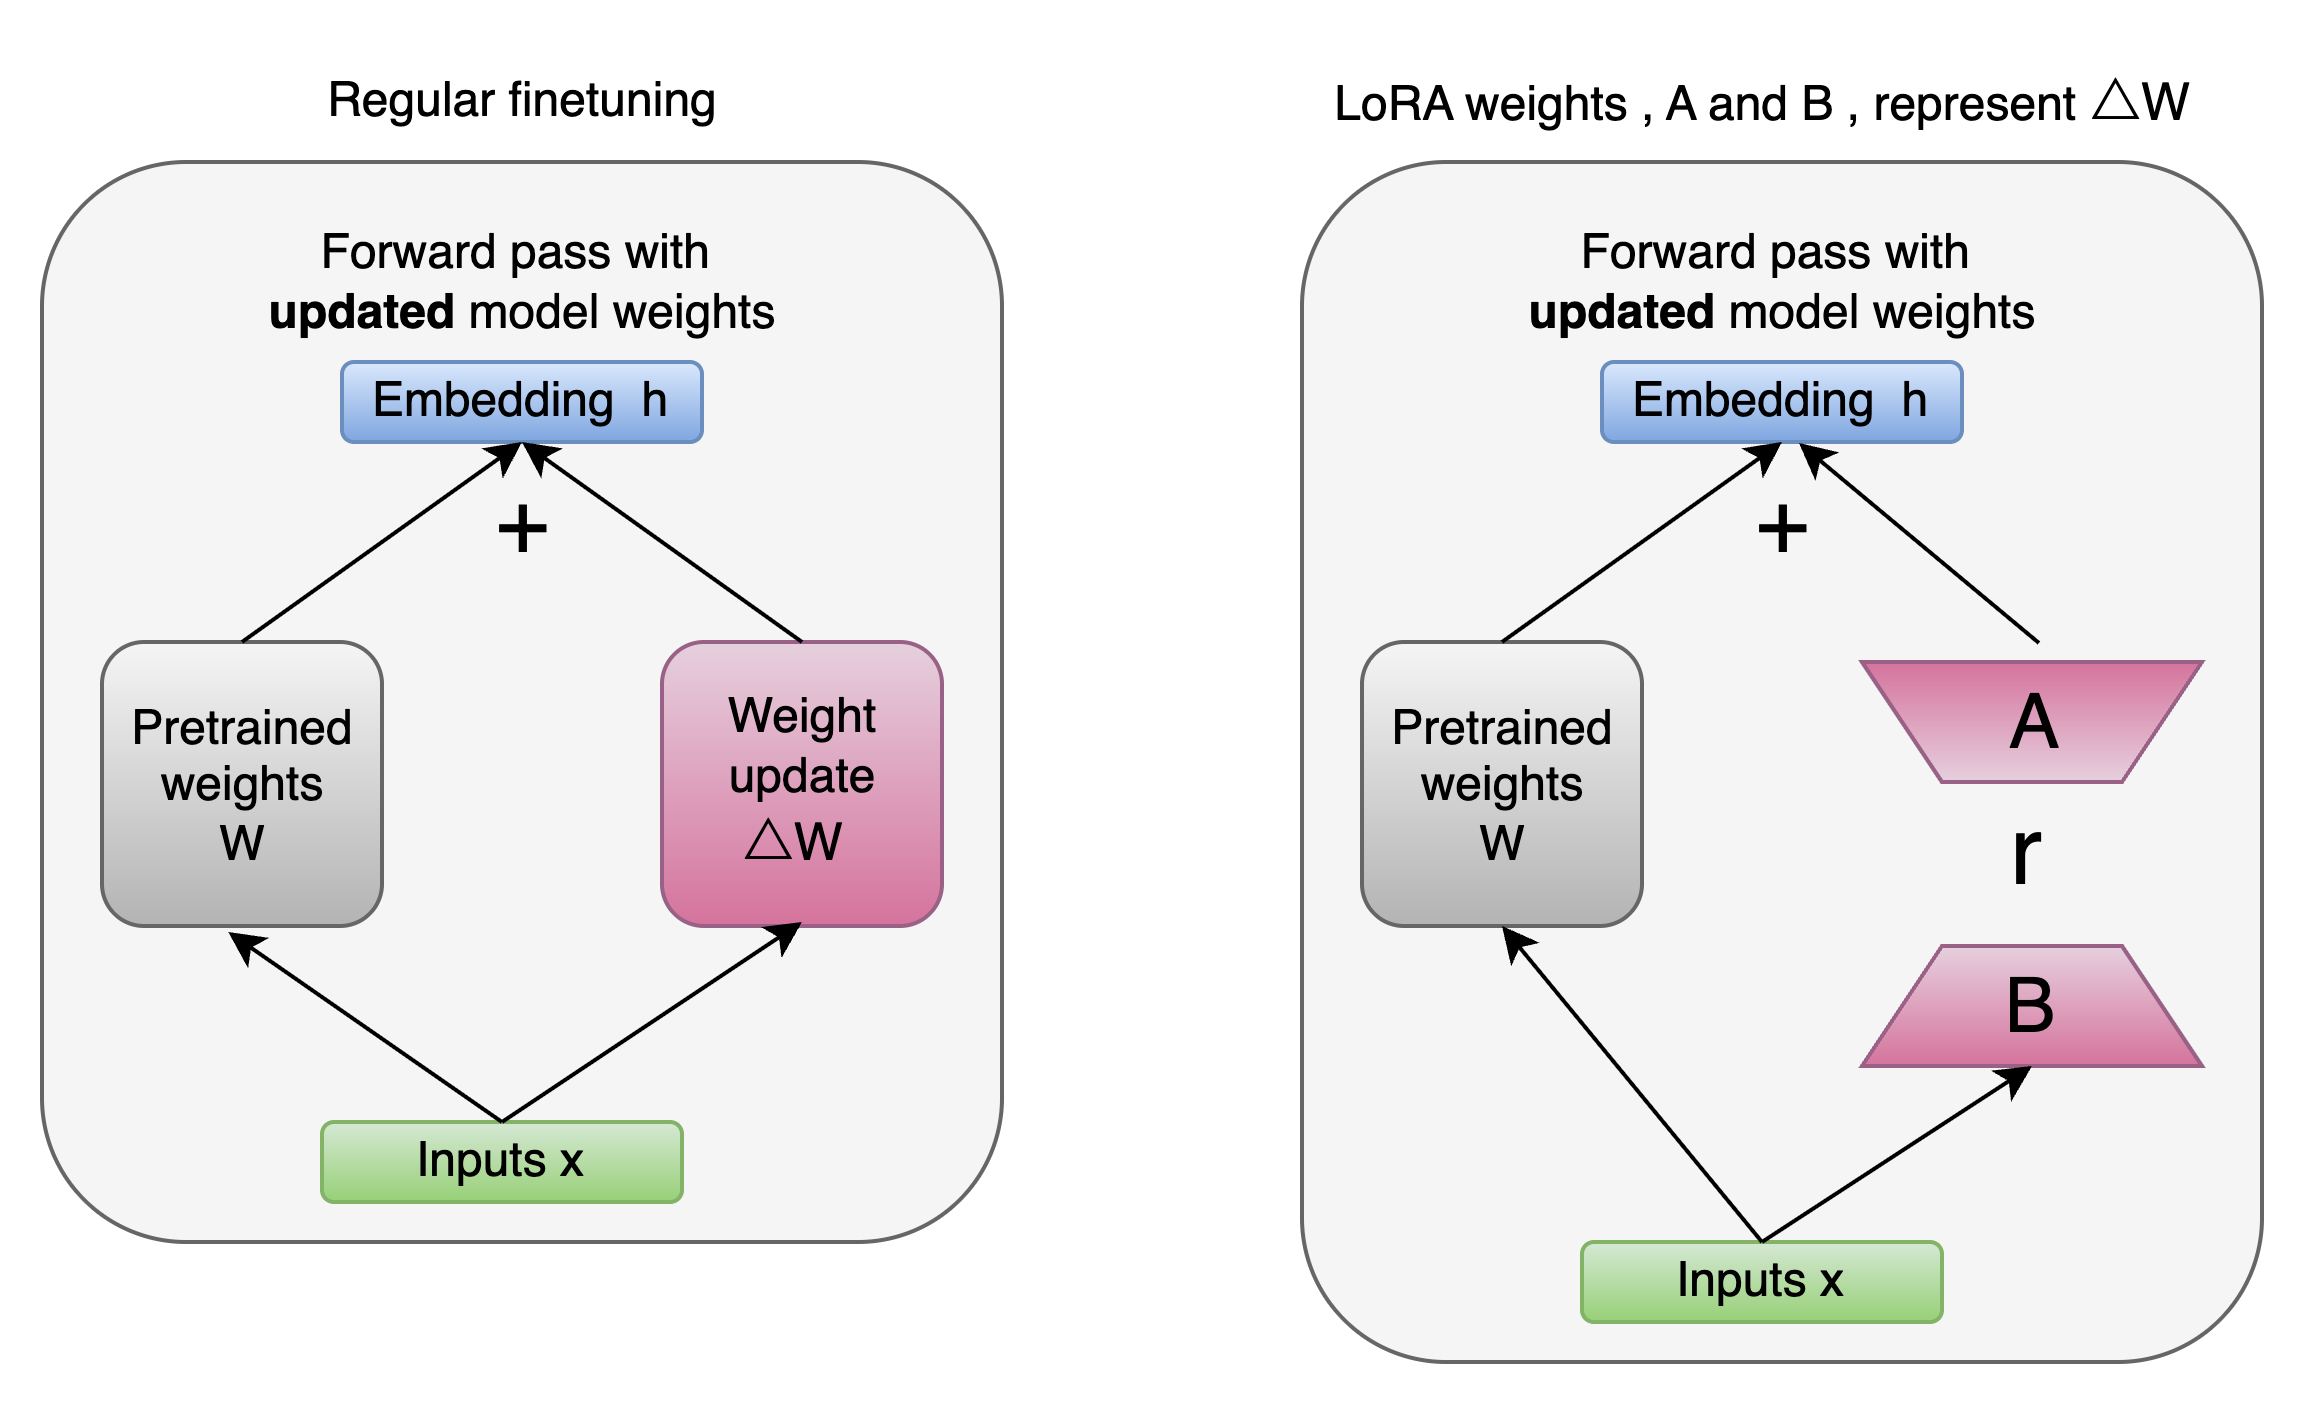 Regular finetuning
Forward pass with
updated model weights
Embedding h
+
Pretrained
weights
W
Weight
update
△W
Inputs x
LoRA weights , A and B , represent △W
Forward pass with
updated model weights
Embedding h
+
Pretrained
weights
W
A
r
B
Inputs x